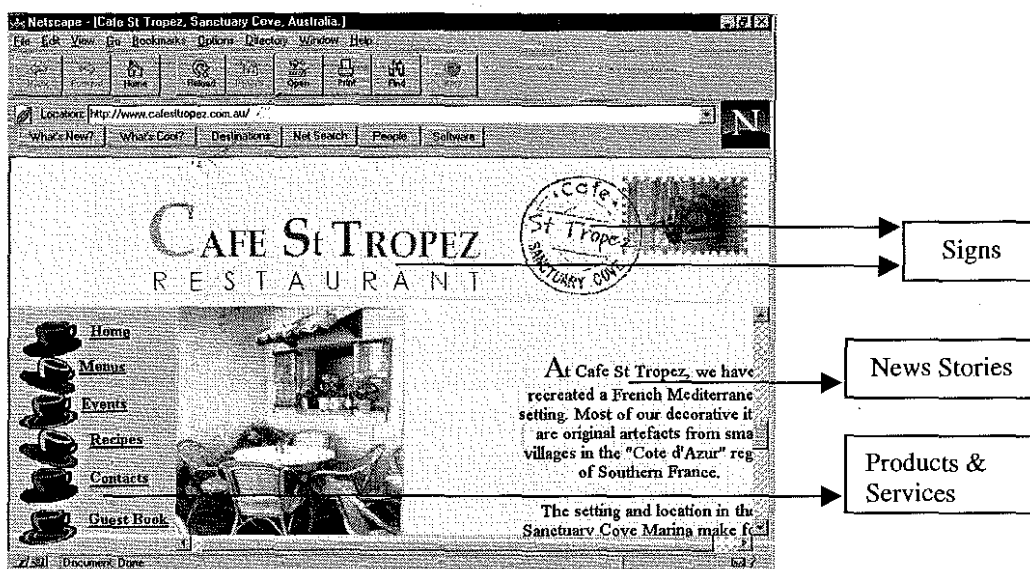 Netscape - [Cafe St Tropez, Sanctuary Cove, Australia.]
File Edit View Go Bookmarks Options Directory Window Help
Home Reload Open Print Find
Location: http://www.cafesttropez.com.au/
What's New? What's Cool? Destinations Net Search People Software
N
CAFE St TROPEZ
RESTAURANT
Cafe
St Tropez
SANCTUARY COVE
Signs
Home
Menus
Events
Recipes
Contacts
Guest Book
At Cafe St Tropez, we have
recreated a French Mediterrane
setting. Most of our decorative it
are original artefacts from sma
villages in the "Cote d'Azur" reg
of Southern France.
The setting and location in the
Sanctuary Cove Marina make fo
News Stories
Products &
Services
Document: Done